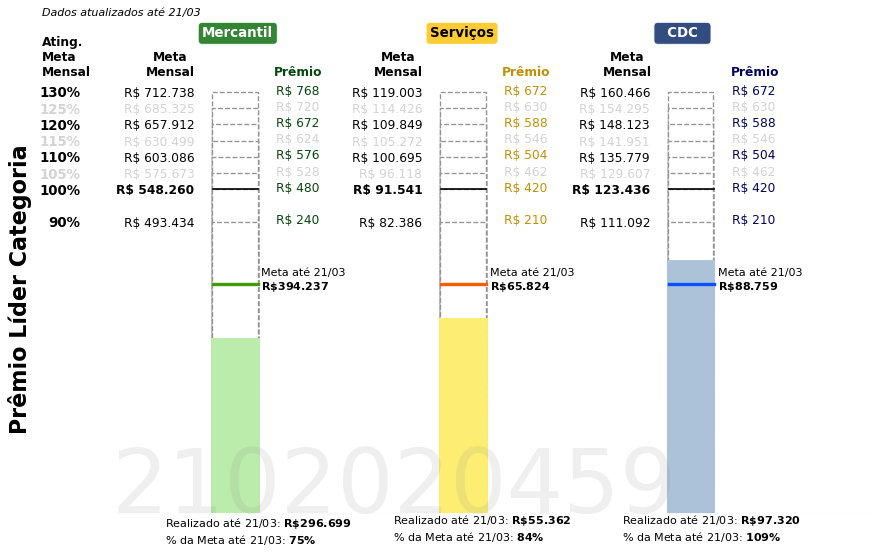 Dados atualizados até 21/03
Mercantil Serviços CDC
Ating. Meta Mensal
Meta Mensal Prêmio Meta Mensal Prêmio Meta Mensal Prêmio
130% R$ 712.738 R$ 768 R$ 119.003 R$ 672 R$ 160.466 R$ 672
125% R$ 685.325 R$ 720 R$ 114.426 R$ 630 R$ 154.295 R$ 630
120% R$ 657.912 R$ 672 R$ 109.849 R$ 588 R$ 148.123 R$ 588
115% R$ 630.499 R$ 624 R$ 105.272 R$ 546 R$ 141.951 R$ 546
110% R$ 603.086 R$ 576 R$ 100.695 R$ 504 R$ 135.779 R$ 504
105% R$ 575.673 R$ 528 R$ 96.118 R$ 462 R$ 129.607 R$ 462
100% R$ 548.260 R$ 480 R$ 91.541 R$ 420 R$ 123.436 R$ 420
90% R$ 493.434 R$ 240 R$ 82.386 R$ 210 R$ 111.092 R$ 210
Meta até 21/03 Meta até 21/03 Meta até 21/03
R$394.237 R$65.824 R$88.759
Prêmio Líder Categoria
2102020459
Realizado até 21/03: R$296.699 Realizado até 21/03: R$55.362 Realizado até 21/03: R$97.320
% da Meta até 21/03: 75% % da Meta até 21/03: 84% % da Meta até 21/03: 109%